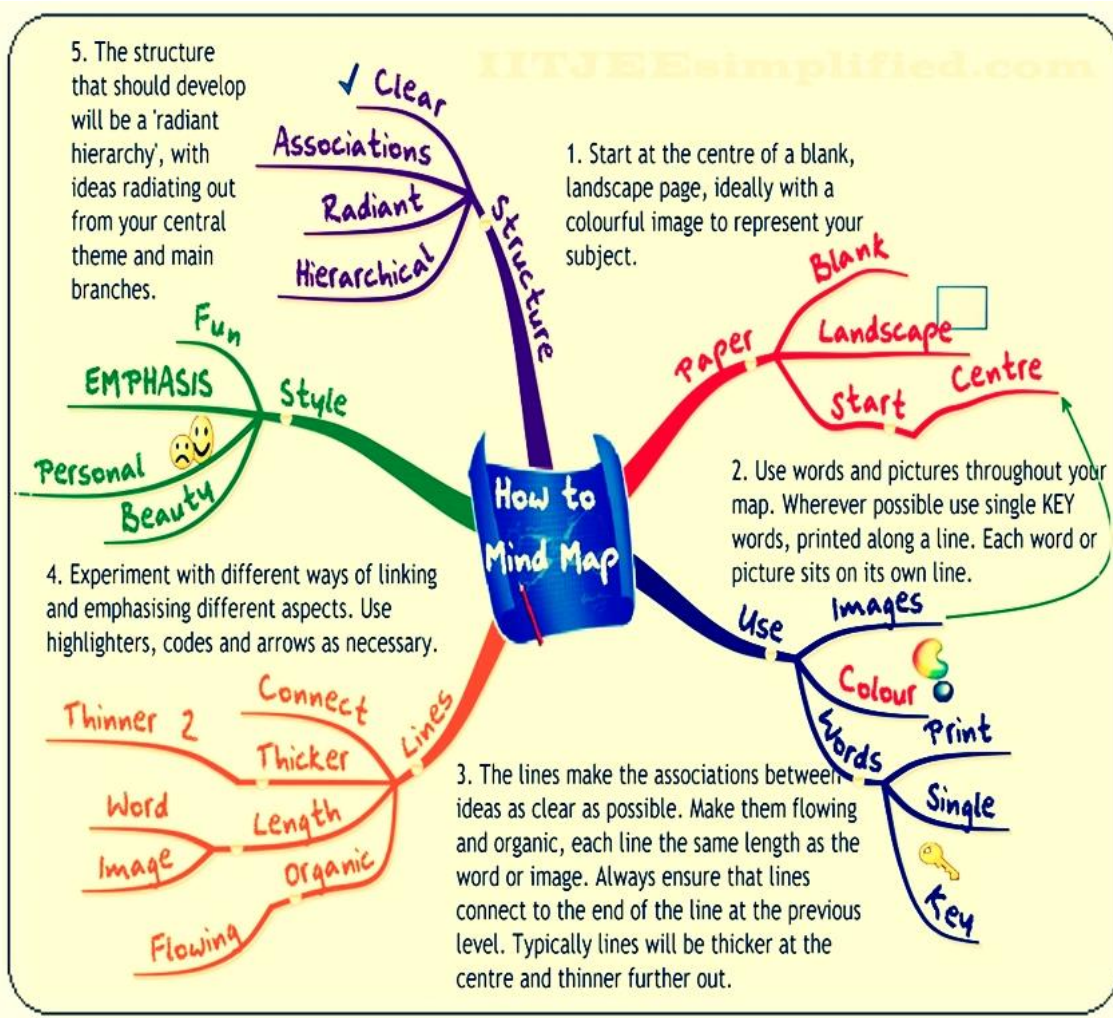 IITJEEsimplified.com
How to
Mind Map
1. Start at the centre of a blank,
landscape page, ideally with a
colourful image to represent your
subject.
Paper
Blank
Landscape
Start
Centre
2. Use words and pictures throughout your
map. Wherever possible use single KEY
words, printed along a line. Each word or
picture sits on its own line.
Use
Images
Colour
Words
Print
Single
Key
3. The lines make the associations between
ideas as clear as possible. Make them flowing
and organic, each line the same length as the
word or image. Always ensure that lines
connect to the end of the line at the previous
level. Typically lines will be thicker at the
centre and thinner further out.
Lines
Connect
Thicker
Thinner 2
Length
Word
Image
Organic
Flowing
4. Experiment with different ways of linking
and emphasising different aspects. Use
highlighters, codes and arrows as necessary.
Style
Fun
EMPHASIS
Personal
Beauty
5. The structure
that should develop
will be a 'radiant
hierarchy', with
ideas radiating out
from your central
theme and main
branches.
Structure
Clear
Associations
Radiant
Hierarchical